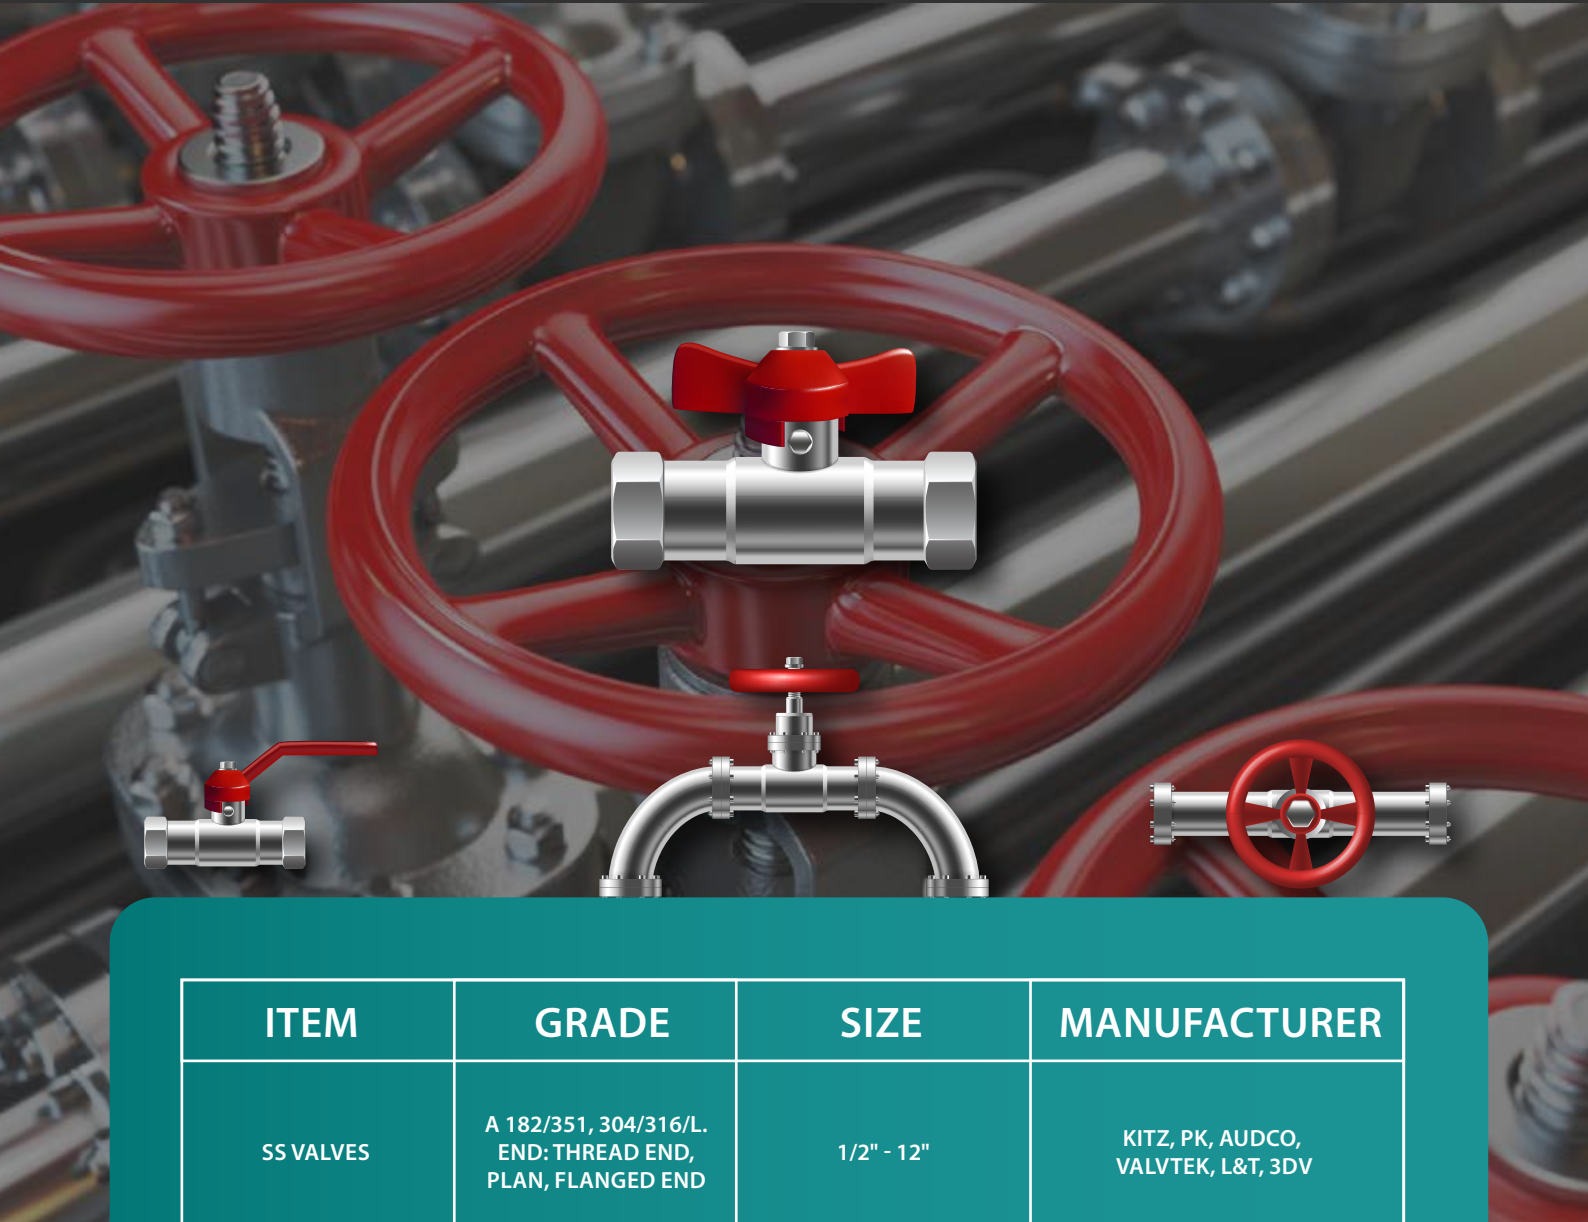 ITEM
GRADE
SIZE
MANUFACTURER
SS VALVES
A 182/351, 304/316/L.
END: THREAD END,
PLAN, FLANGED END
1/2" - 12"
KITZ, PK, AUDCO,
VALVTEK, L&T, 3DV